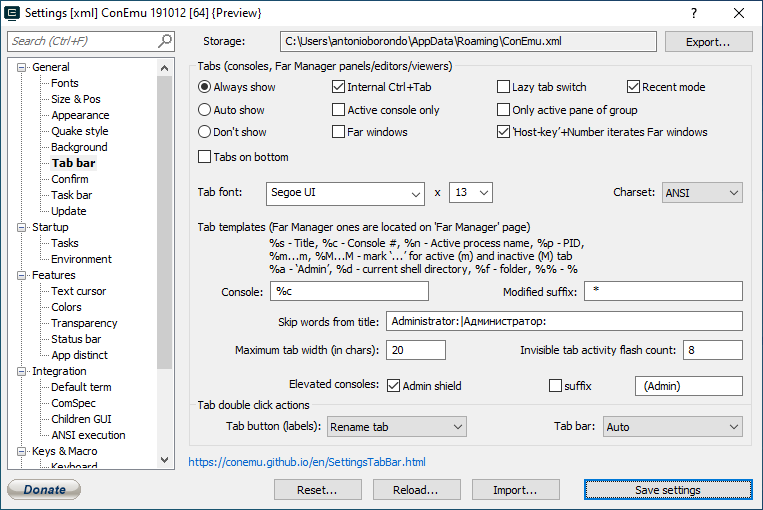 Settings [xml] ConEmu 191012 [64] {Preview}
Search (Ctrl+F)
Storage:
C:\Users\antonioborondo\AppData\Roaming\ConEmu.xml
Export...
General
Fonts
Size & Pos
Appearance
Quake style
Background
Tab bar
Confirm
Task bar
Update
Startup
Tasks
Environment
Features
Text cursor
Colors
Transparency
Status bar
App distinct
Integration
Default term
ComSpec
Children GUI
ANSI execution
Keys & Macro
Keyboard
Tabs (consoles, Far Manager panels/editors/viewers)
Always show
Internal Ctrl+Tab
Lazy tab switch
Recent mode
Auto show
Active console only
Only active pane of group
Don't show
Far windows
'Host-key'+Number iterates Far windows
Tabs on bottom
Tab font:
Segoe UI
x
13
Charset:
ANSI
Tab templates (Far Manager ones are located on 'Far Manager' page)
%s - Title, %c - Console #, %n - Active process name, %p - PID,
%m...m, %M...M - mark '...' for active (m) and inactive (M) tab
%a - 'Admin', %d - current shell directory, %f - folder, %% - %
Console:
%c
Modified suffix:
*
Skip words from title:
Administrator:|Администратор:
Maximum tab width (in chars):
20
Invisible tab activity flash count:
8
Elevated consoles:
Admin shield
suffix
(Admin)
Tab double click actions
Tab button (labels):
Rename tab
Tab bar:
Auto
https://conemu.github.io/en/SettingsTabBar.html
Donate
Reset...
Reload...
Import...
Save settings